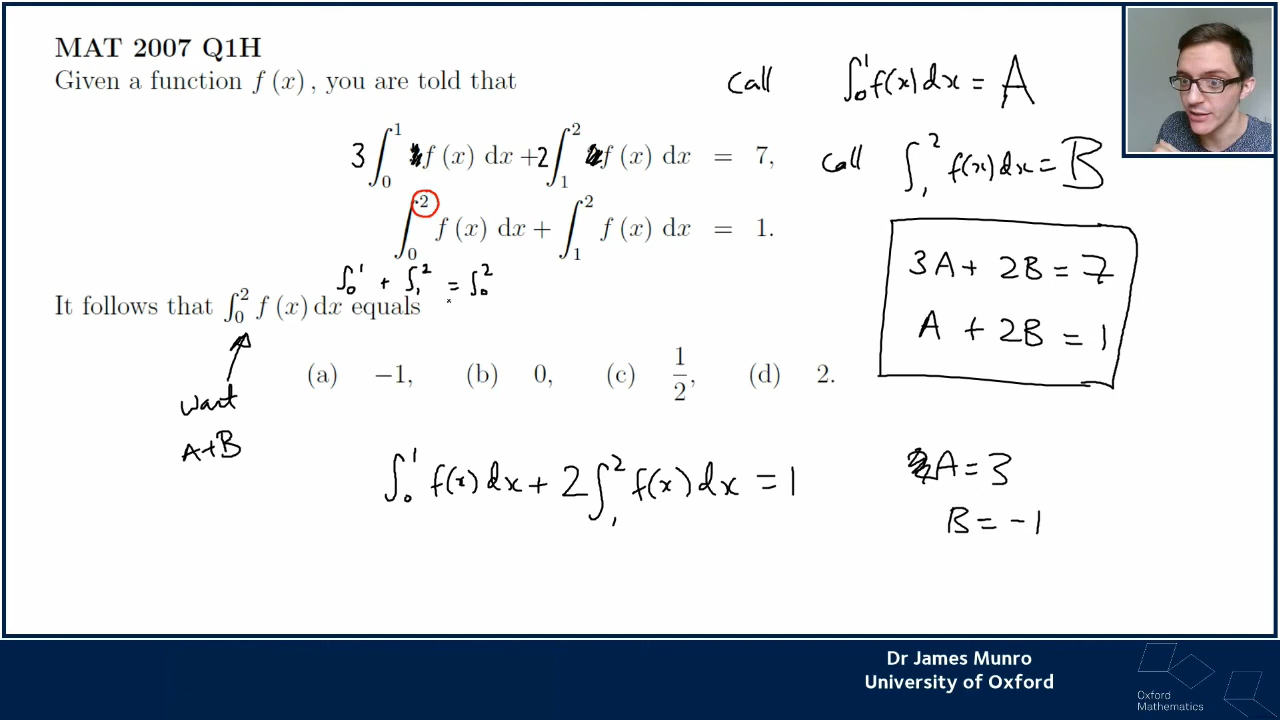 MAT 2007 Q1H
Given a function f (x), you are told that
3∫₀¹ f (x) dx + 2∫₁² f (x) dx = 7,
∫₀² f (x) dx + ∫₁² f (x) dx = 1.
∫₀¹ + ∫₁² = ∫₀²
It follows that ∫₀² f (x) dx equals
(a) −1, (b) 0, (c) 1/2, (d) 2.
want
A+B
∫₀¹ f(x) dx + 2∫₁² f(x) dx = 1
call ∫₀¹ f(x) dx = A
call ∫₁² f(x) dx = B
3A + 2B = 7
A + 2B = 1
A = 3
B = -1
Dr James Munro
University of Oxford
Oxford
Mathematics